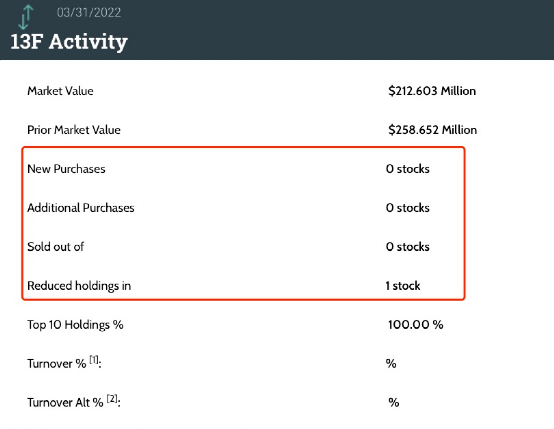 03/31/2022
13F Activity
Market Value $212.603 Million
Prior Market Value $258.652 Million
New Purchases 0 stocks
Additional Purchases 0 stocks
Sold out of 0 stocks
Reduced holdings in 1 stock
Top 10 Holdings % 100.00 %
Turnover % [1]: %
Turnover Alt % [2]: %